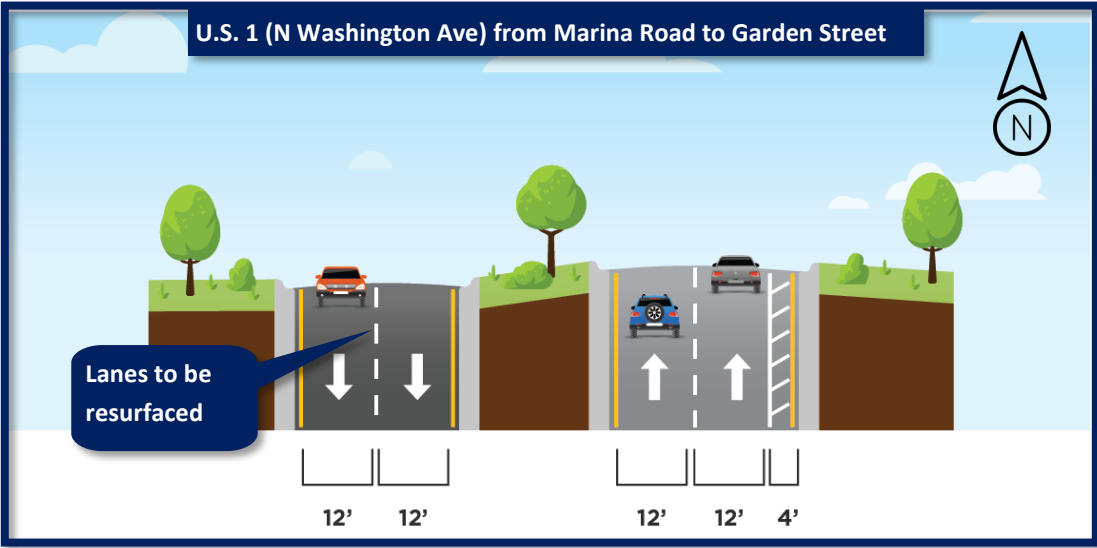 U.S. 1 (N Washington Ave) from Marina Road to Garden Street
N
Lanes to be
resurfaced
12’ 12’ 12’ 12’ 4’